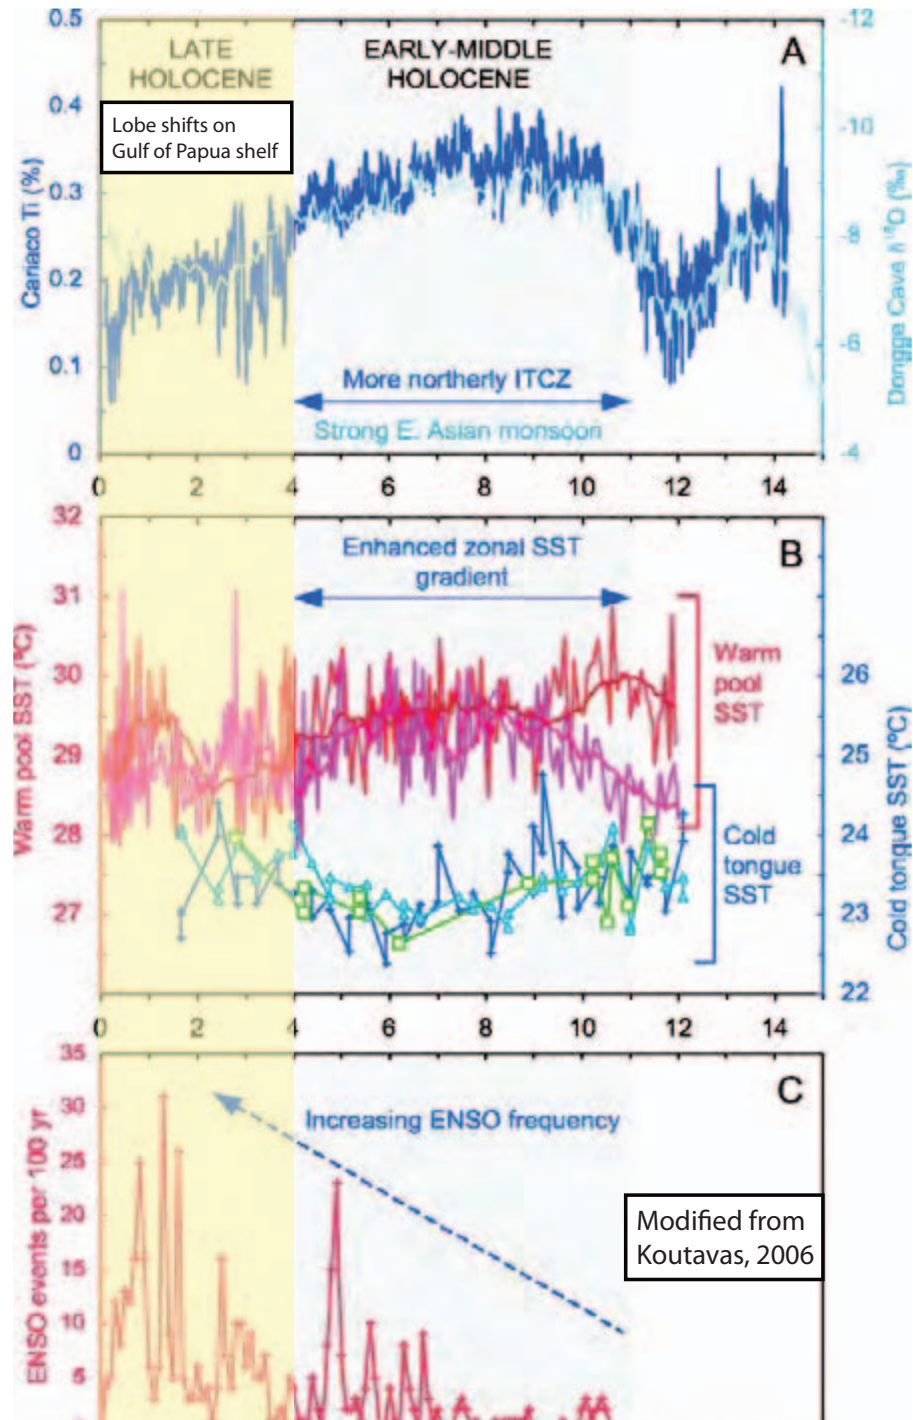 0.5
0.4
0.3
0.2
0.1
0
Cariaco Ti (%)
LATE
HOLOCENE
EARLY-MIDDLE
HOLOCENE
A
Lobe shifts on
Gulf of Papua shelf
More northerly ITCZ
Strong E. Asian monsoon
-12
-10
-8
-6
-4
Dongge Cave
0 2 4 6 8 10 12 14
32
31
30
29
28
27
Warm pool SST (ºC)
Enhanced zonal SST
gradient
B
Warm
pool
SST
Cold
tongue
SST
26
25
24
23
22
Cold tongue SST (ºC)
0 2 4 6 8 10 12 14
35
30
25
20
15
10
5
ENSO events per 100 yr
Increasing ENSO frequency
C
Modified from
Koutavas, 2006